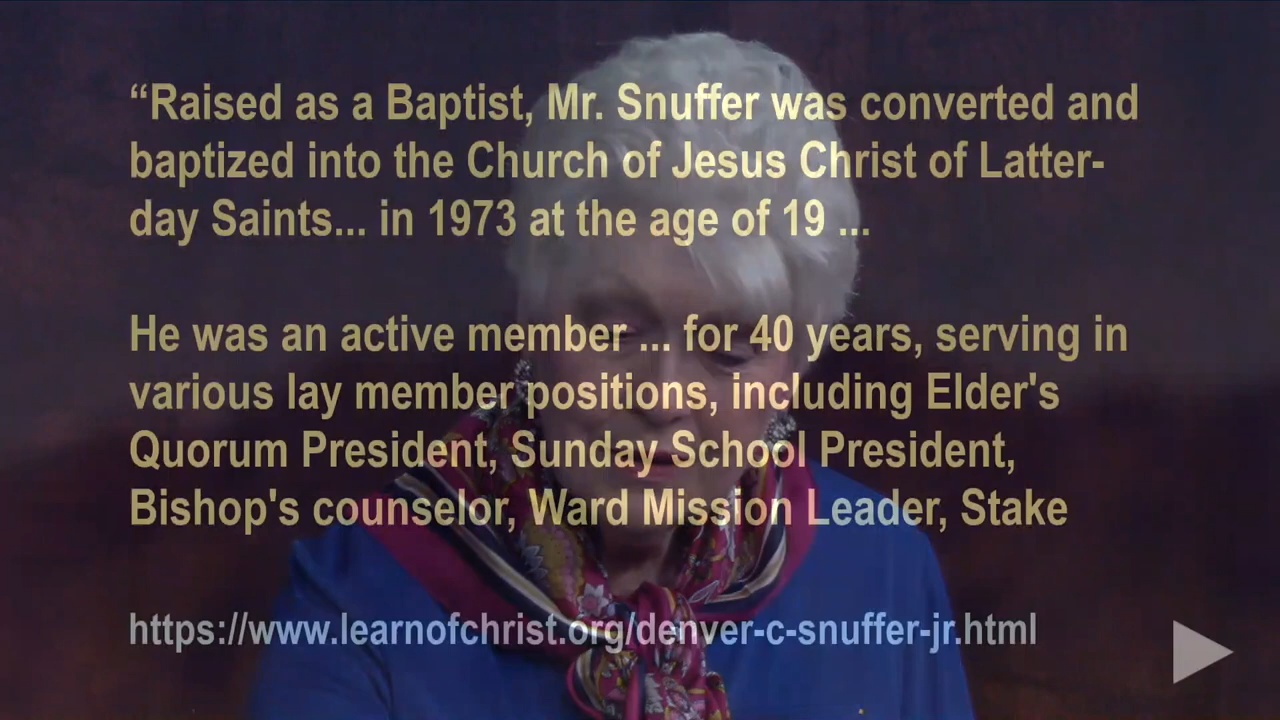 “Raised as a Baptist, Mr. Snuffer was converted and
baptized into the Church of Jesus Christ of Latter-
day Saints... in 1973 at the age of 19 ...
He was an active member ... for 40 years, serving in
various lay member positions, including Elder's
Quorum President, Sunday School President,
Bishop's counselor, Ward Mission Leader, Stake
https://www.learnofchrist.org/denver-c-snuffer-jr.html